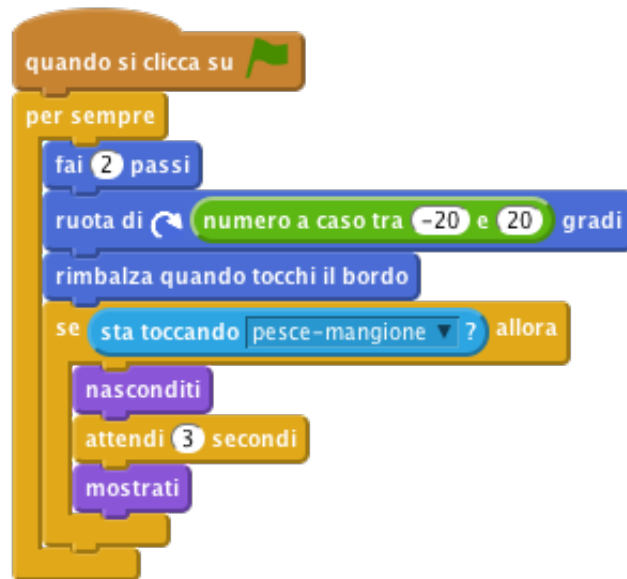 quando si clicca su
per sempre
fai 2 passi
ruota di numero a caso tra -20 e 20 gradi
rimbalza quando tocchi il bordo
se sta toccando pesce-mangione ? allora
nasconditi
attendi 3 secondi
mostrati